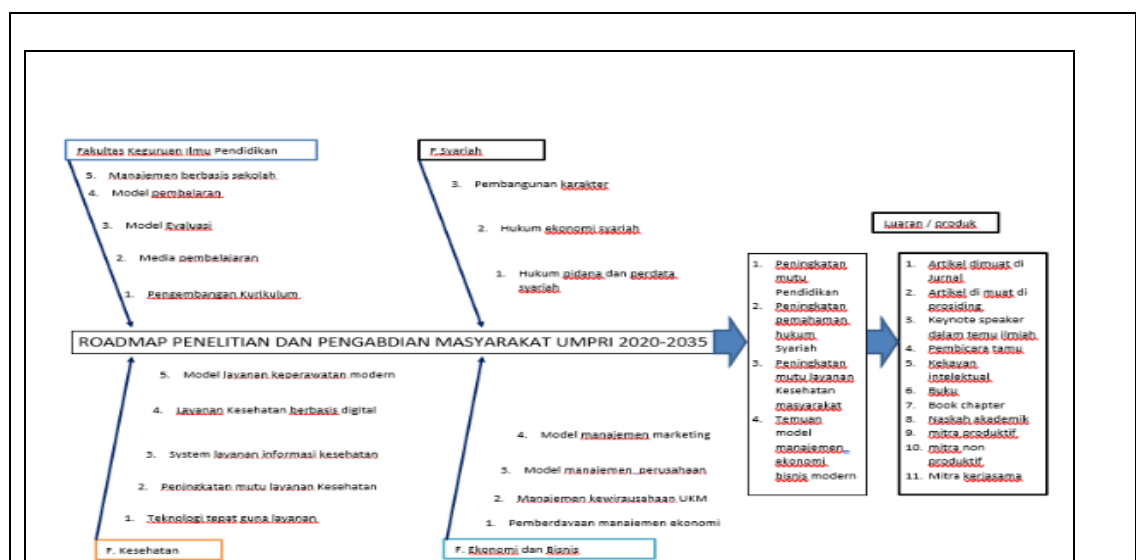 Fakultas Keguruan Ilmu Pendidikan
5. Manajemen berbasis sekolah
4. Model pembelaran
3. Model Evaluasi
2. Media pembelajaran
1. Pengembangan Kurikulum
F.Syariah
3. Pembangunan karakter
2. Hukum ekonomi syariah
1. Hukum pidana dan perdata
syariah
ROADMAP PENELITIAN DAN PENGABDIAN MASYARAKAT UMPRI 2020-2035
5. Model layanan keperawatan modern
4. Layanan Kesehatan berbasis digital
3. System layanan informasi kesehatan
2. Peningkatan mutu layanan Kesehatan
1. Teknologi tepat guna layanan
F. Kesehatan
4. Model manajemen marketing
3. Model manajemen perusahaan
2. Manajemen kewirausahaan UKM
1. Pemberdayaan manajemen ekonomi
F. Ekonomi dan Bisnis
1. Peningkatan
mutu
Pendidikan
2. Peningkatan
pemahaman
hukum
Syariah
3. Peningkatan
mutu layanan
Kesehatan
masyarakat
4. Temuan
model
manajemen
ekonomi
bisnis modern
Luaran / produk
1. Artikel dimuat di
Jurnal
2. Artikel di muat di
prosiding
3. Keynote speaker
dalam temu ilmiah
4. Pembicara tamu
5. Kekayan
intelektual
6. Buku
7. Book chapter
8. Naskah akademik
9. mitra produktif
10. mitra non
produktif
11. Mitra kerjasama